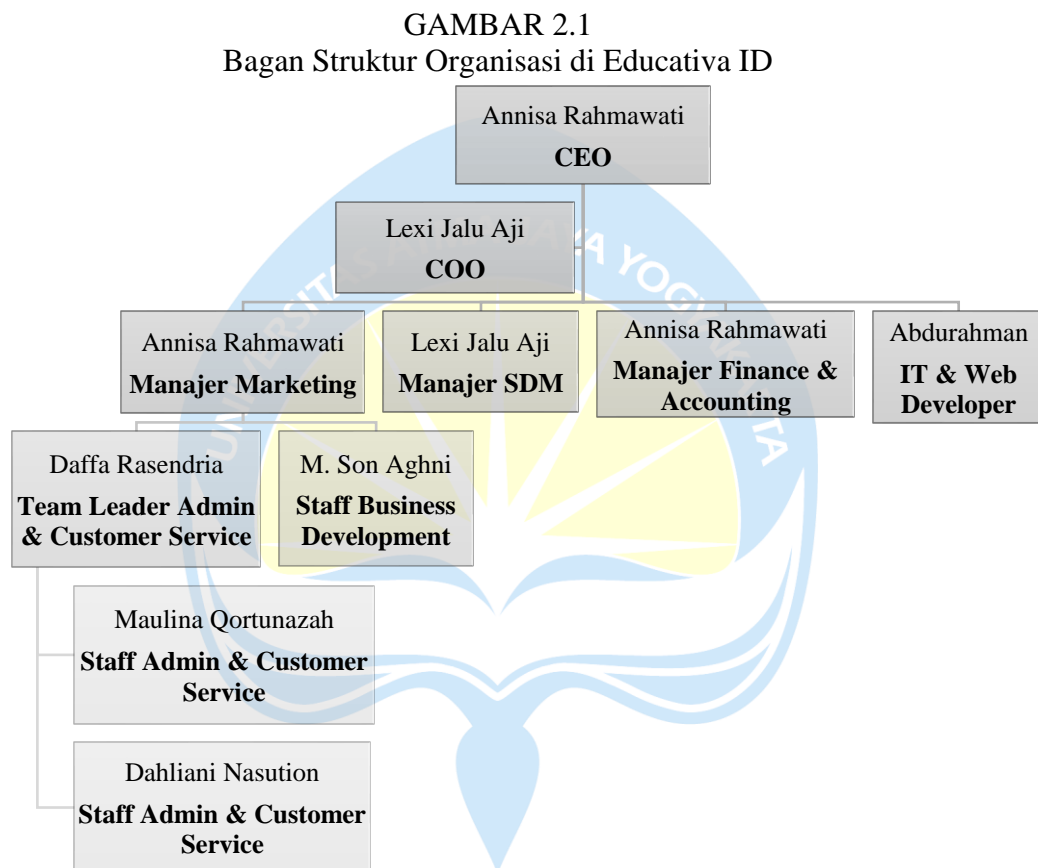 GAMBAR 2.1
Bagan Struktur Organisasi di Educativa ID
Annisa Rahmawati
CEO
Lexi Jalu Aji
COO
Annisa Rahmawati
Manajer Marketing
Lexi Jalu Aji
Manajer SDM
Annisa Rahmawati
Manajer Finance &
Accounting
Abdurahman
IT & Web
Developer
Daffa Rasendria
Team Leader Admin
& Customer Service
M. Son Aghni
Staff Business
Development
Maulina Qortunazah
Staff Admin & Customer
Service
Dahliani Nasution
Staff Admin & Customer
Service
UNIVERSITAS YOGYAKARTA